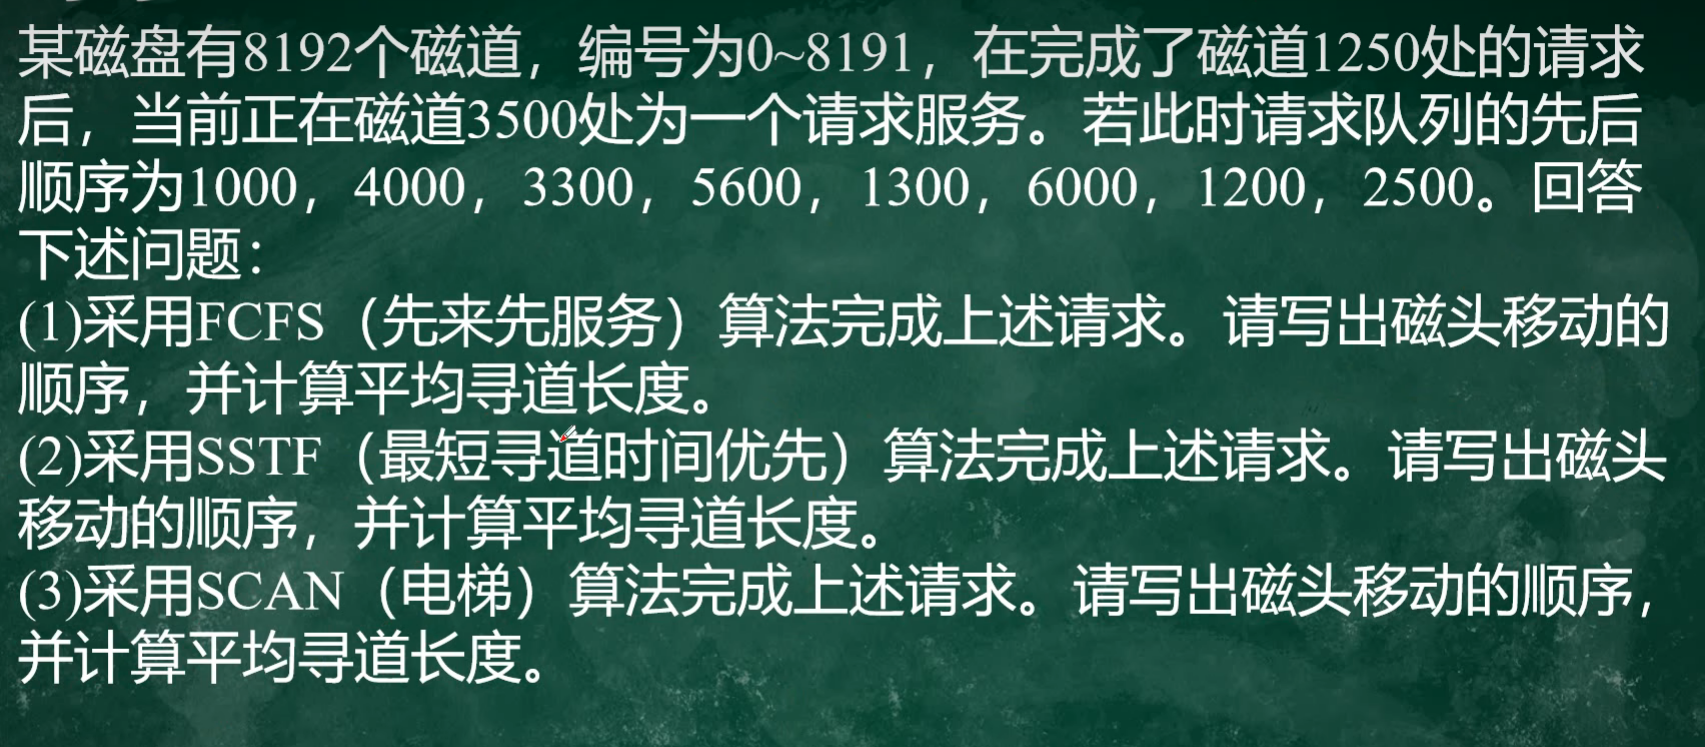 某磁盘有8192个磁道，编号为0~8191，在完成了磁道1250处的请求
后，当前正在磁道3500处为一个请求服务。若此时请求队列的先后
顺序为1000，4000，3300，5600，1300，6000，1200，2500。回答
下述问题：
(1)采用FCFS（先来先服务）算法完成上述请求。请写出磁头移动的
顺序，并计算平均寻道长度。
(2)采用SSTF（最短寻道时间优先）算法完成上述请求。请写出磁头
移动的顺序，并计算平均寻道长度。
(3)采用SCAN（电梯）算法完成上述请求。请写出磁头移动的顺序，
并计算平均寻道长度。